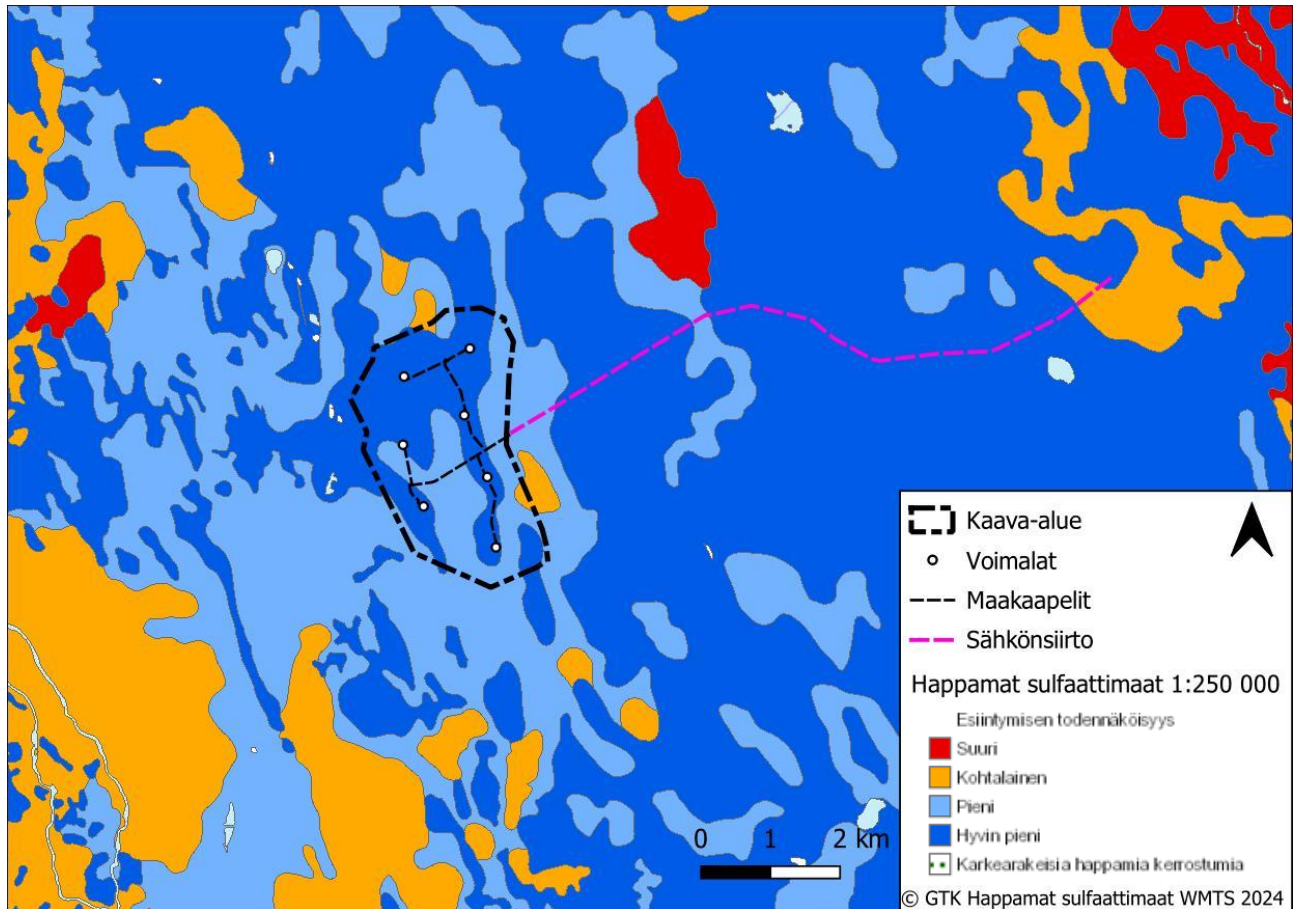 0 1 2 km
Kaava-alue
Voimalat
Maakaapelit
Sähkönsiirto
Happamat sulfaattimaat 1:250 000
Esiintymisen todennäköisyys
Suuri
Kohtalainen
Pieni
Hyvin pieni
Karkearakeisia happamia kerrostumia
© GTK Happamat sulfaattimaat WMTS 2024